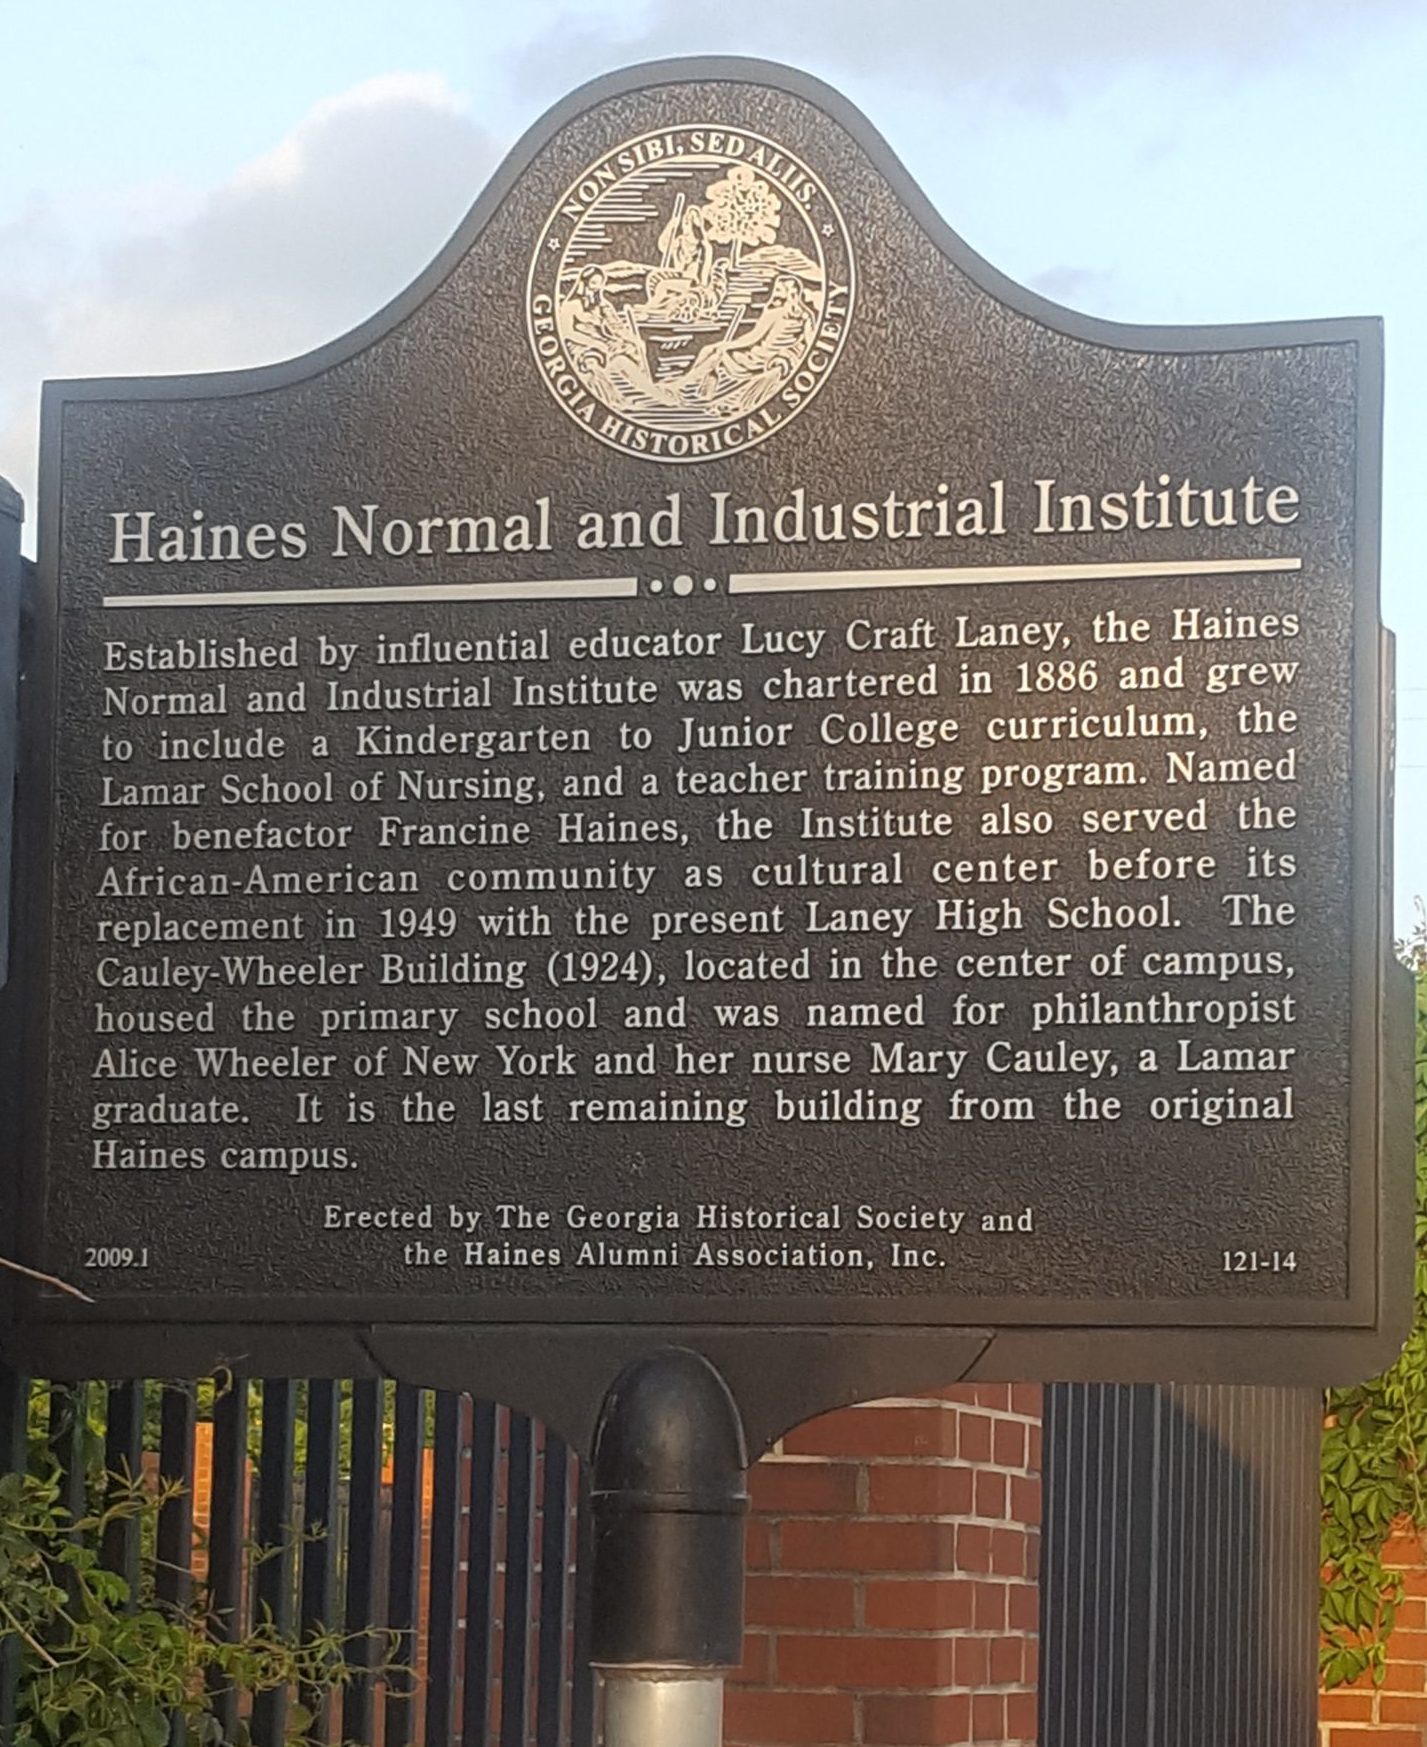 NON SIBI, SED ALIIS.
GEORGIA HISTORICAL SOCIETY
Haines Normal and Industrial Institute
Established by influential educator Lucy Craft Laney, the Haines
Normal and Industrial Institute was chartered in 1886 and grew
to include a Kindergarten to Junior College curriculum, the
Lamar School of Nursing, and a teacher training program. Named
for benefactor Francine Haines, the Institute also served the
African-American community as cultural center before its
replacement in 1949 with the present Laney High School. The
Cauley-Wheeler Building (1924), located in the center of campus,
housed the primary school and was named for philanthropist
Alice Wheeler of New York and her nurse Mary Cauley, a Lamar
graduate. It is the last remaining building from the original
Haines campus.
Erected by The Georgia Historical Society and
the Haines Alumni Association, Inc.
2009.1
121-14